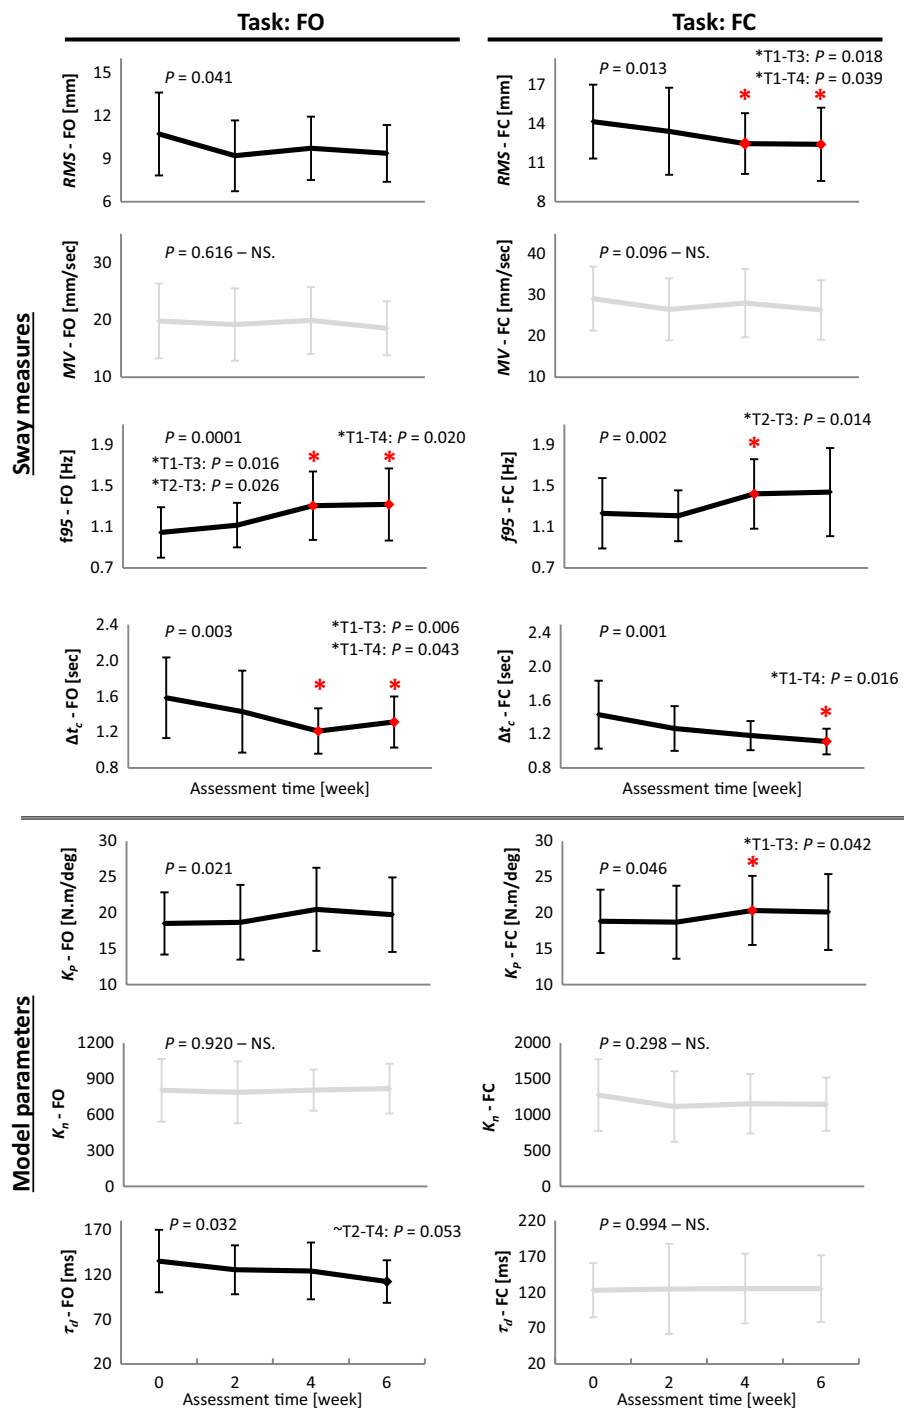 Task: FO
Task: FC
Sway measures
RMS - FO [mm]
15
12
9
6
P = 0.041
RMS - FC [mm]
17
14
11
8
P = 0.013
*T1-T3: P = 0.018
*T1-T4: P = 0.039
*
*
MV - FO [mm/sec]
30
20
10
P = 0.616 – NS.
MV - FC [mm/sec]
40
30
20
10
P = 0.096 – NS.
f95 - FO [Hz]
1.9
1.5
1.1
0.7
P = 0.0001
*T1-T3: P = 0.016
*T2-T3: P = 0.026
*T1-T4: P = 0.020
*
*
f95 - FC [Hz]
1.9
1.5
1.1
0.7
P = 0.002
*T2-T3: P = 0.014
*
Δtc - FO [sec]
2.4
2.0
1.6
1.2
0.8
P = 0.003
*T1-T3: P = 0.006
*T1-T4: P = 0.043
*
*
Assessment time [week]
Δtc - FC [sec]
2.4
2.0
1.6
1.2
0.8
P = 0.001
*T1-T4: P = 0.016
*
Assessment time [week]
Model parameters
KP - FO [N.m/deg]
30
25
20
15
10
P = 0.021
KP - FC [N.m/deg]
30
25
20
15
10
P = 0.046
*T1-T3: P = 0.042
*
Kn - FO
1200
900
600
300
0
P = 0.920 – NS.
Kn - FC
2000
1500
1000
500
0
P = 0.298 – NS.
τd - FO [ms]
170
120
70
20
P = 0.032
~T2-T4: P = 0.053
0 2 4 6
Assessment time [week]
τd - FC [ms]
220
170
120
70
20
P = 0.994 – NS.
0 2 4 6
Assessment time [week]